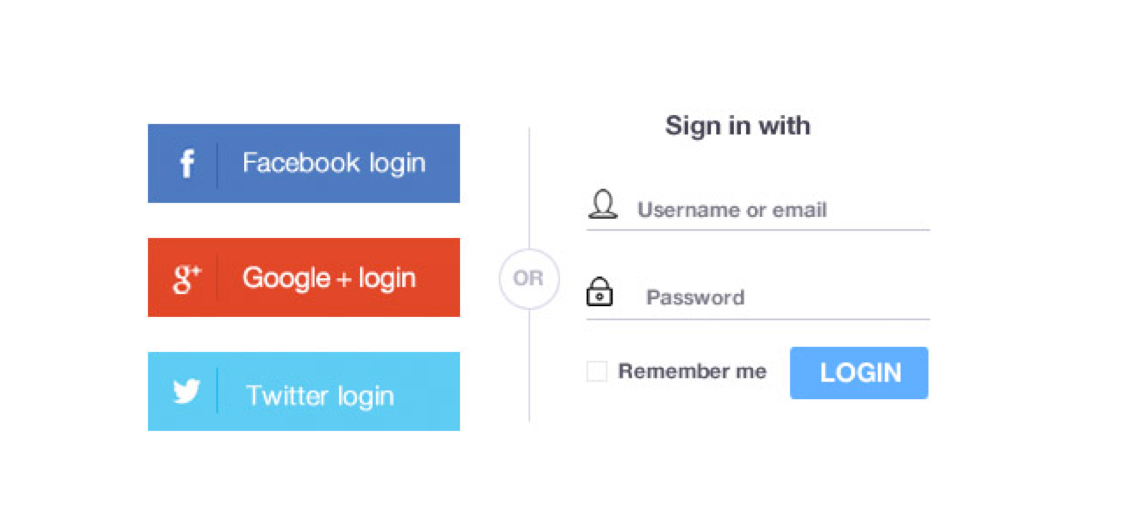 Facebook login
Google + login
Twitter login
OR
Sign in with
Username or email
Password
Remember me
LOGIN